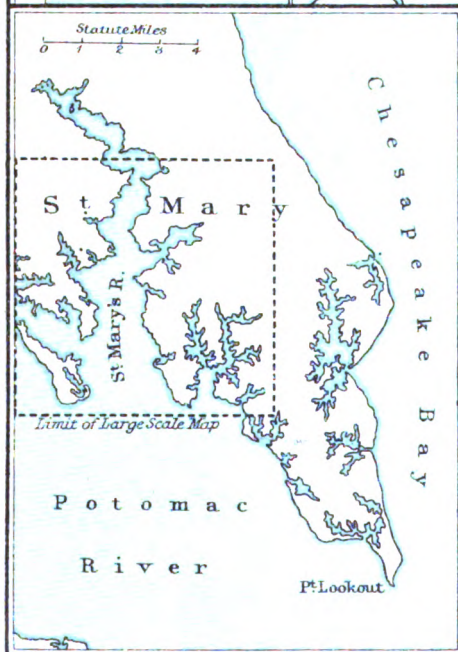 Statute Miles
0 1 2 3 4
Chesapeake Bay
St. Mary
St. Marys R.
Limit of Large Scale Map
Potomac
River
Pt. Lookout